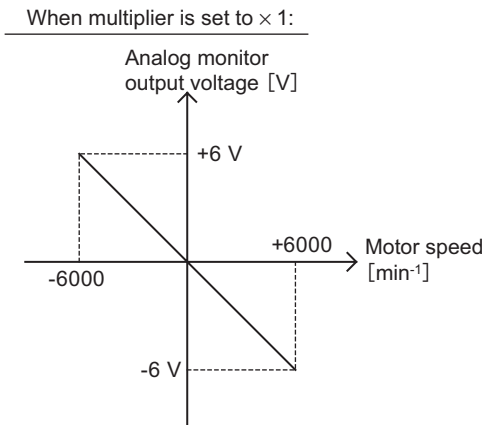 When multiplier is set to × 1:
Analog monitor
output voltage [V]
+6 V
+6000
Motor speed
[min-1]
-6000
-6 V